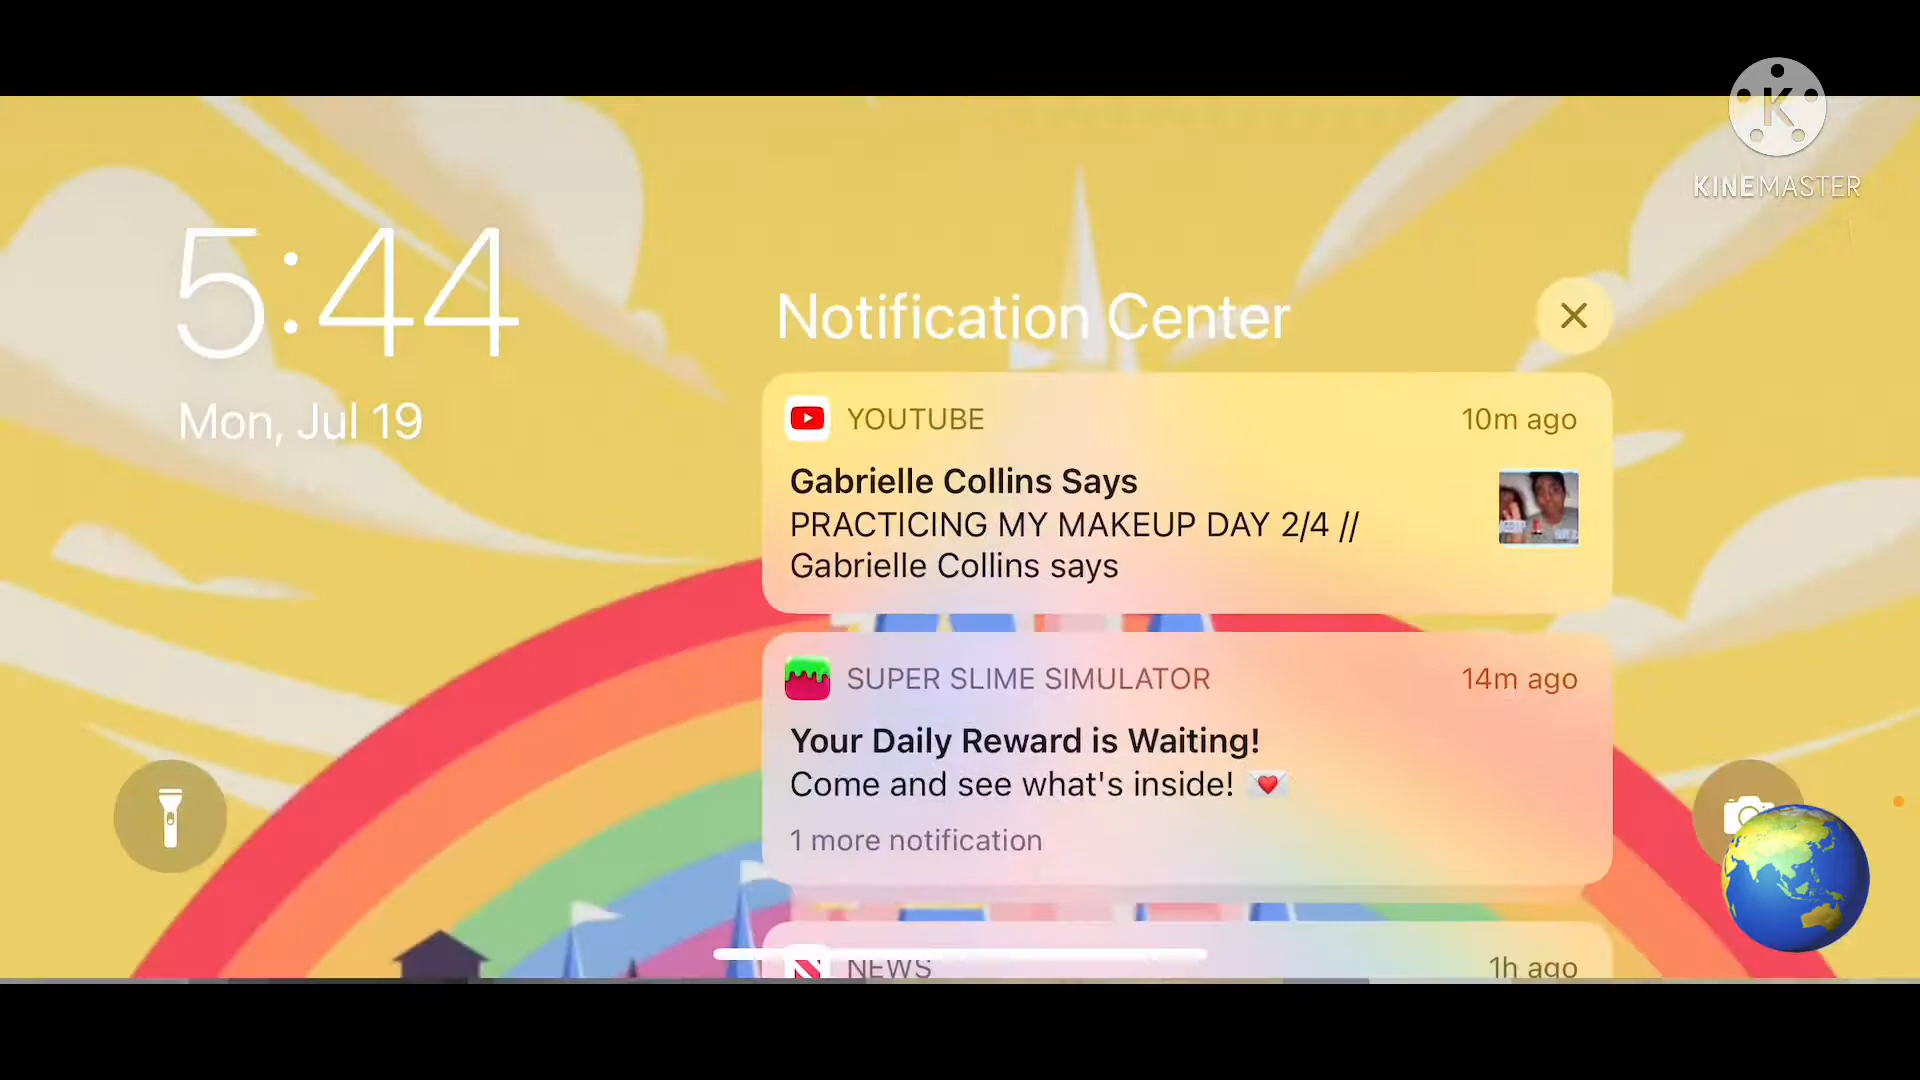 K
KINEMASTER
5:44
Mon, Jul 19
Notification Center
YOUTUBE
10m ago
Gabrielle Collins Says
PRACTICING MY MAKEUP DAY 2/4 //
Gabrielle Collins says
SUPER SLIME SIMULATOR
14m ago
Your Daily Reward is Waiting!
Come and see what's inside! 💌
1 more notification
NEWS
1h ago